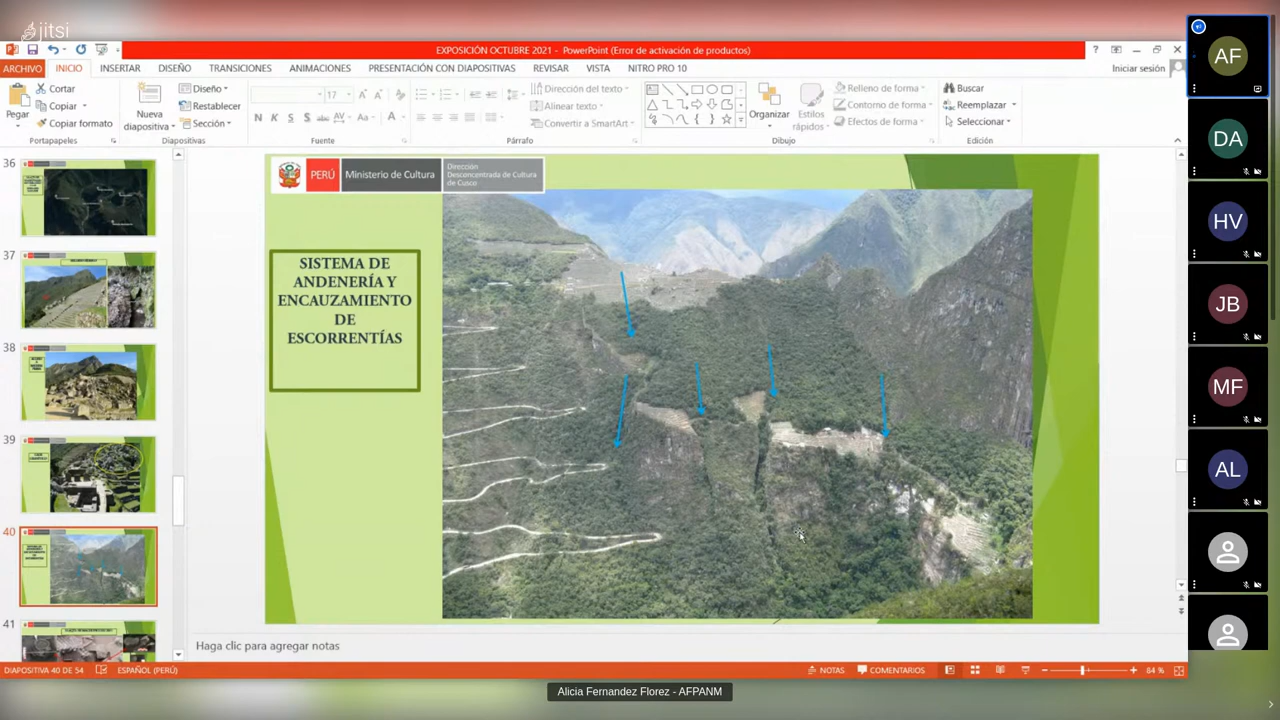 jitsi
EXPOSICIÓN OCTUBRE 2021 - PowerPoint (Error de activación de productos)
ARCHIVO INICIO INSERTAR DISEÑO TRANSICIONES ANIMACIONES PRESENTACIÓN CON DIAPOSITIVAS REVISAR VISTA NITRO PRO 10 Iniciar sesión
Pegar
Cortar
Copiar
Copiar formato
Portapapeles
Nueva
diapositiva
Diseño
Restablecer
Sección
Diapositivas
17
N K S S abc AV Aa A
Fuente
Dirección del texto
Alinear texto
Convertir a SmartArt
Párrafo
Organizar
Estilos
rápidos
Relleno de forma
Contorno de forma
Efectos de forma
Dibujo
Buscar
Reemplazar
Seleccionar
Edición
36
37
38
39
40
41
PERÚ
Ministerio de Cultura
Dirección
Desconcentrada de Cultura
de Cusco
SISTEMA DE
ANDENERÍA Y
ENCAUZAMIENTO
DE
ESCORRENTÍAS
Haga clic para agregar notas
DIAPOSITIVA 40 DE 54 ESPAÑOL (PERÚ) NOTAS COMENTARIOS 84 %
Alicia Fernandez Florez - AFPANM
AF
DA
HV
JB
MF
AL